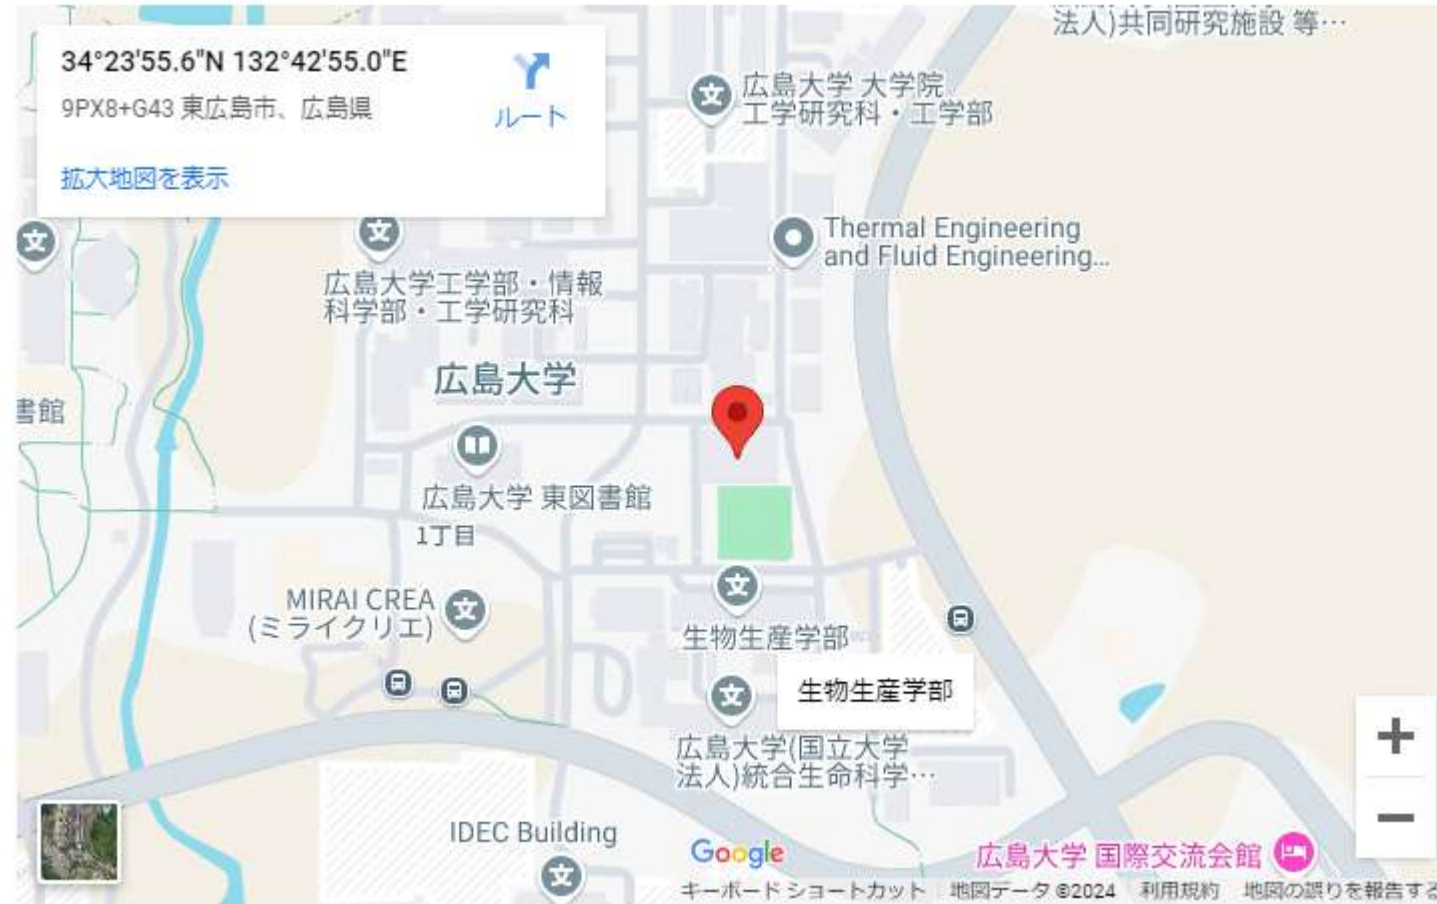 法人)共同研究施設 等…
34°23'55.6"N 132°42'55.0"E
9PX8+G43 東広島市、広島県
ルート
拡大地図を表示
広島大学 大学院
工学研究科・工学部
Thermal Engineering
and Fluid Engineering...
広島大学工学部・情報
科学部・工学研究科
広島大学
書館
広島大学 東図書館
1丁目
MIRAI CREA
(ミライクリエ)
生物生産学部
生物生産学部
広島大学(国立大学
法人)統合生命科学…
IDEC Building
Google
広島大学 国際交流会館
キーボード ショートカット 地図データ ©2024 利用規約 地図の誤りを報告する